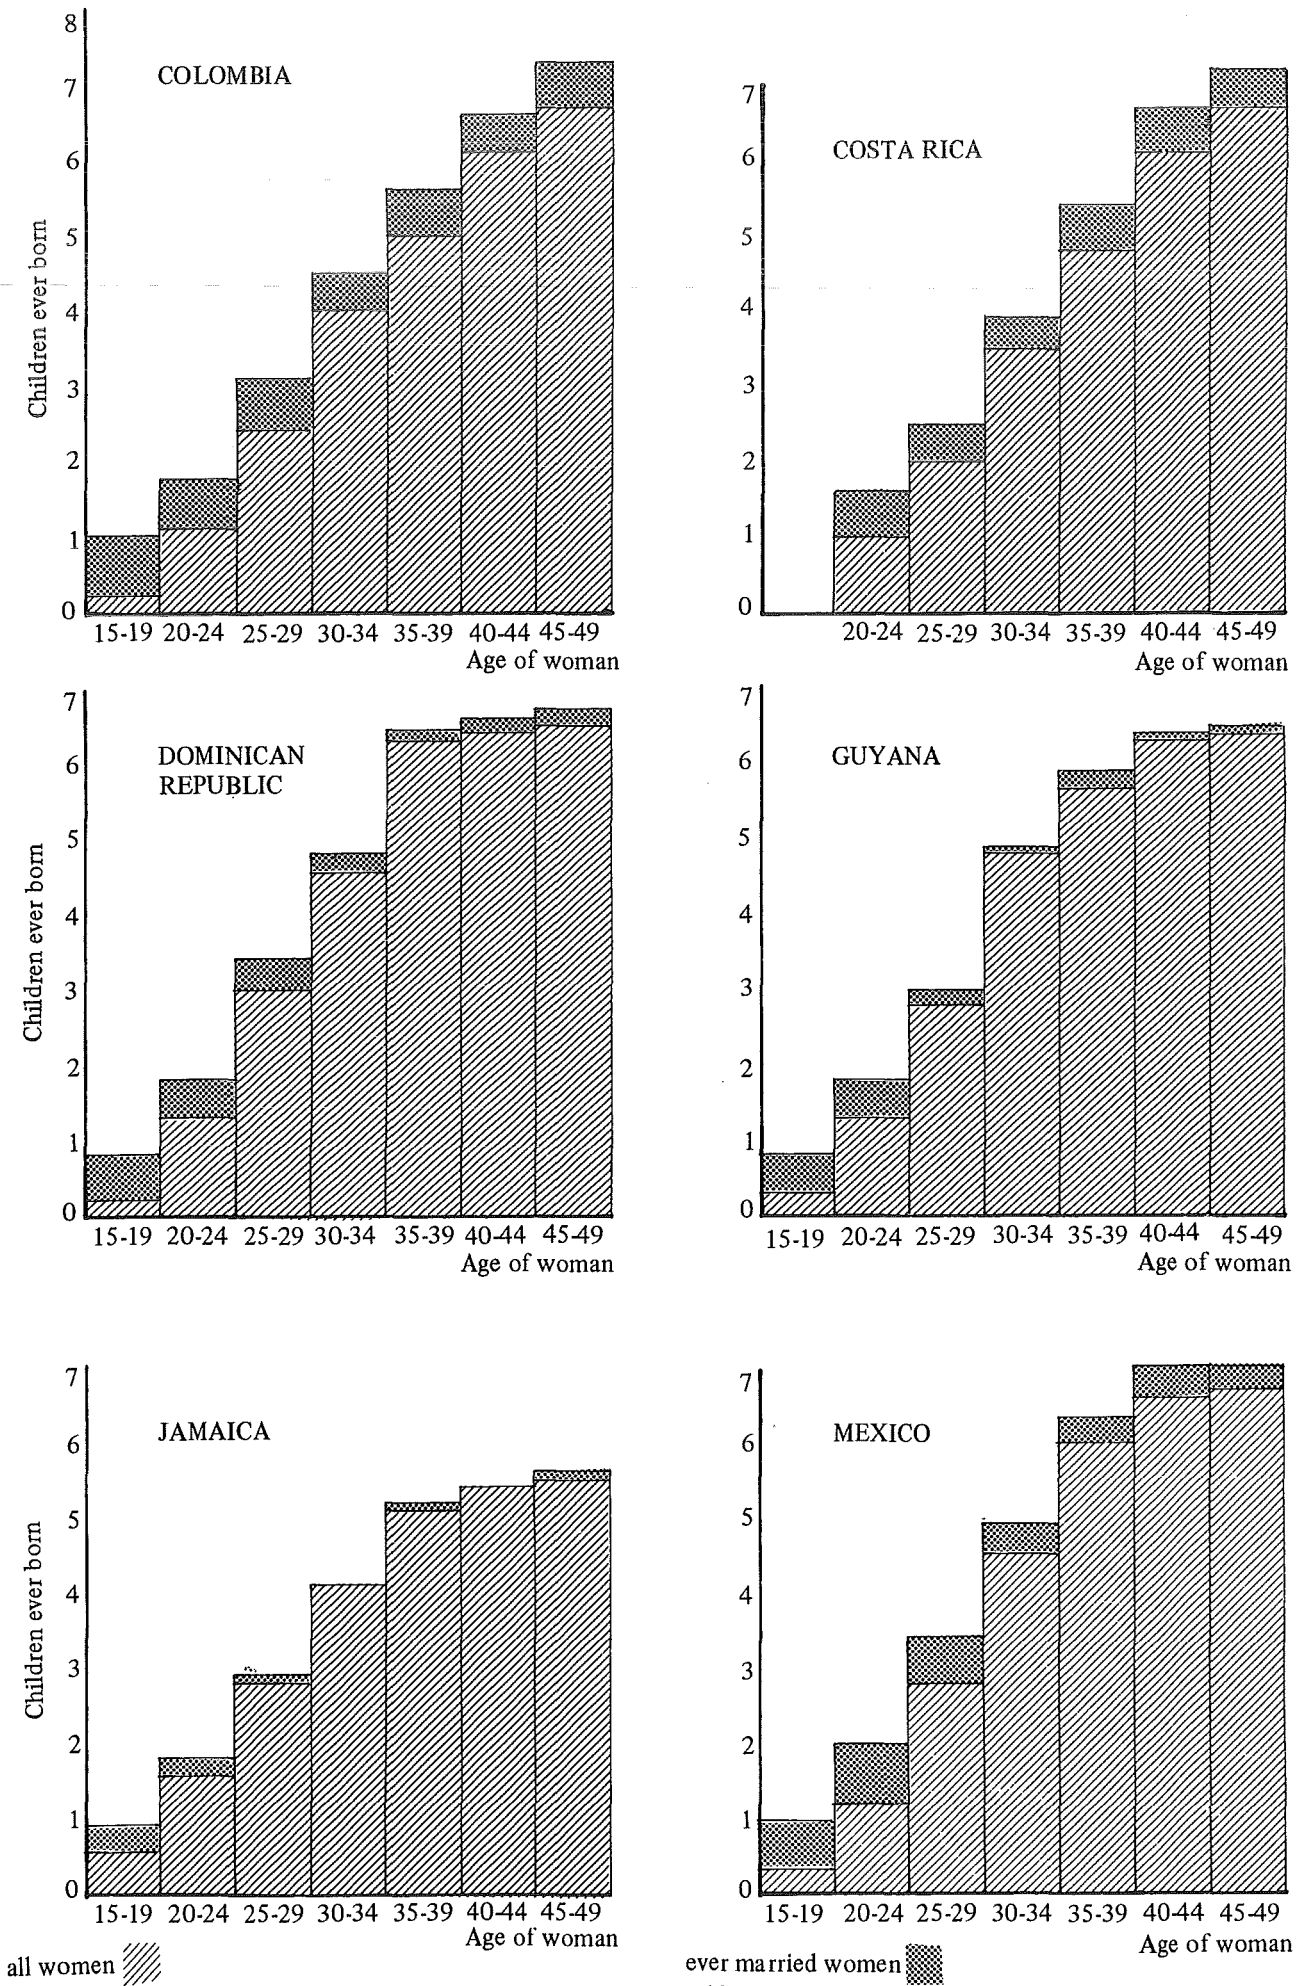 COLOMBIA
Children ever born
8
7
6
5
4
3
2
1
0
15-19 20-24 25-29 30-34 35-39 40-44 45-49
Age of woman
COSTA RICA
7
6
5
4
3
2
1
0
20-24 25-29 30-34 35-39 40-44 45-49
Age of woman
DOMINICAN
REPUBLIC
Children ever born
7
6
5
4
3
2
1
0
15-19 20-24 25-29 30-34 35-39 40-44 45-49
Age of woman
GUYANA
7
6
5
4
3
2
1
0
15-19 20-24 25-29 30-34 35-39 40-44 45-49
Age of woman
JAMAICA
Children ever born
7
6
5
4
3
2
1
0
15-19 20-24 25-29 30-34 35-39 40-44 45-49
Age of woman
MEXICO
7
6
5
4
3
2
1
0
15-19 20-24 25-29 30-34 35-39 40-44 45-49
Age of woman
all women
ever married women